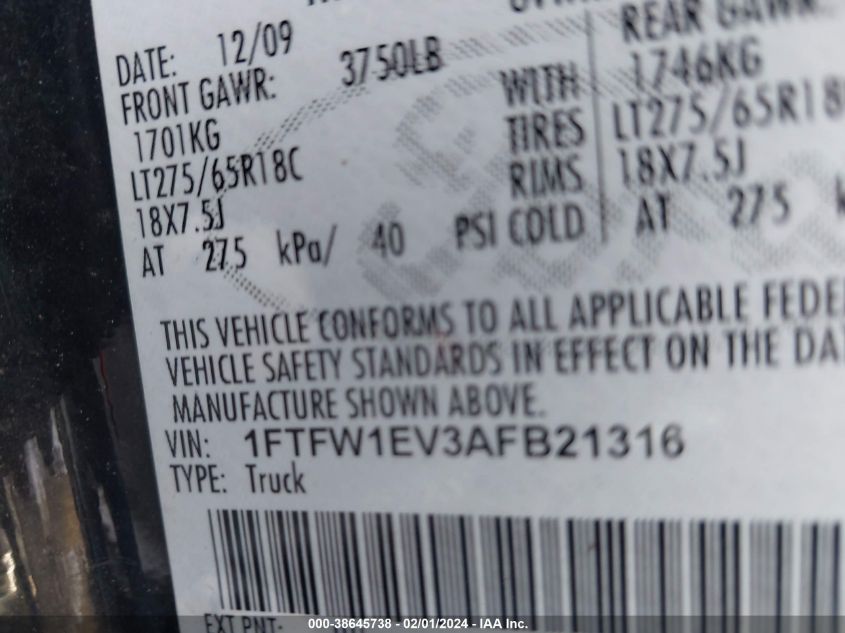 DATE: 12/09
FRONT GAWR: 3750LB
1701KG
LT275/65R18C
18X7.5J
AT 275 kPa/ 40 PSI COLD
WITH
TIRES
RIMS
REAR GAWR:
1746KG
LT275/65R18
18X7.5J
AT 275
THIS VEHICLE CONFORMS TO ALL APPLICABLE FEDE
VEHICLE SAFETY STANDARDS IN EFFECT ON THE DA
MANUFACTURE SHOWN ABOVE.
VIN: 1FTFW1EV3AFB21316
TYPE: Truck
EXT PNT:
000-38645738 - 02/01/2024 - IAA Inc.